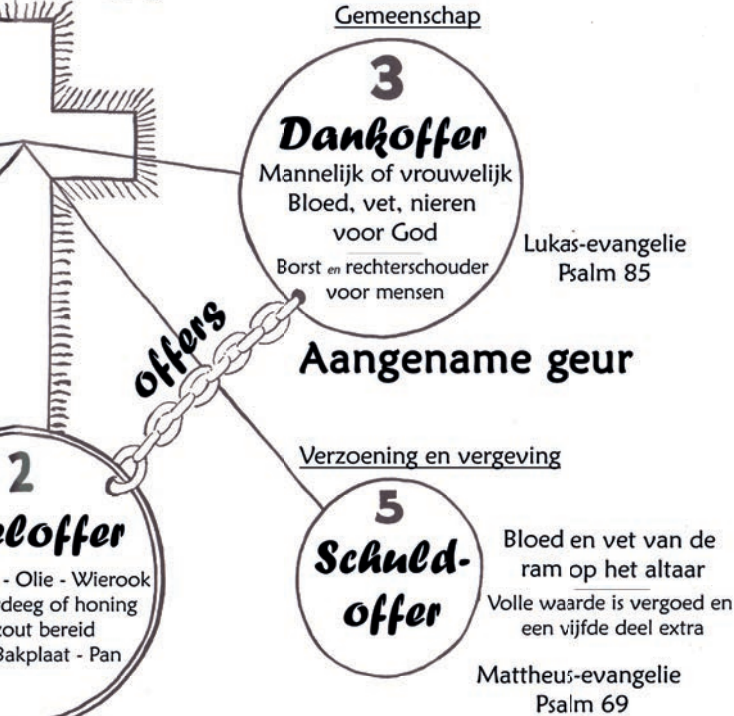 Gemeenschap
3
Dankoffer
Mannelijk of vrouwelijk
Bloed, vet, nieren
voor God
Borst en rechterschouder
voor mensen
Lukas-evangelie
Psalm 85
offers
Aangename geur
2
eloffer
- Olie - Wierook
deeg of honing
zout bereid
Bakplaat - Pan
Verzoening en vergeving
5
Schuld-
offer
Bloed en vet van de
ram op het altaar
Volle waarde is vergoed en
een vijfde deel extra
Mattheus-evangelie
Psalm 69